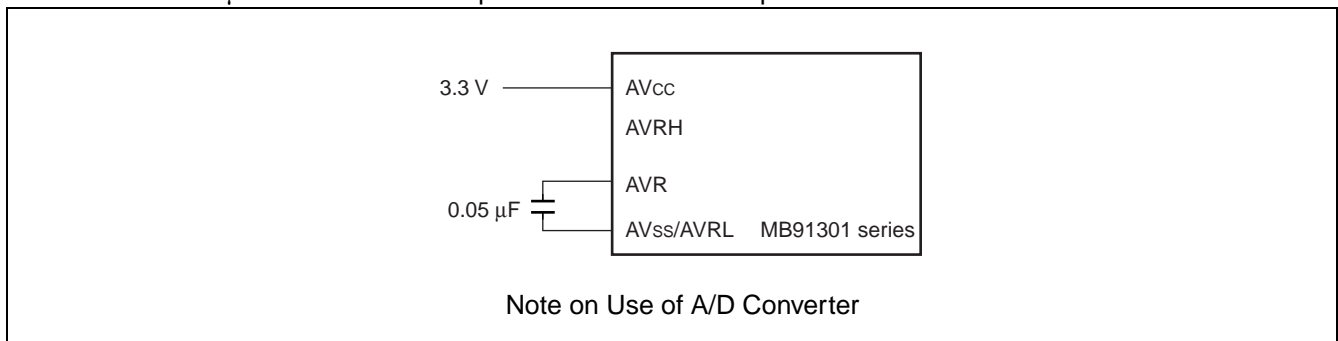 3.3 V AVcc
AVRH
AVR
0.05 μF
AVss/AVRL MB91301 series
Note on Use of A/D Converter